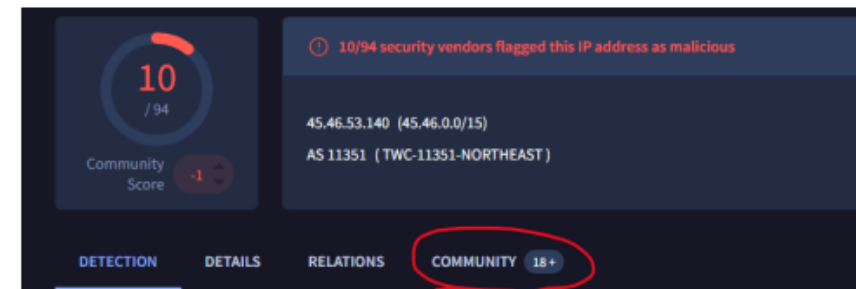 10/94 security vendors flagged this IP address as malicious
10
/ 94
45.46.53.140 (45.46.0.0/15)
AS 11351 ( TWC-11351-NORTHEAST )
Community
Score
-1
DETECTION DETAILS RELATIONS COMMUNITY 18+